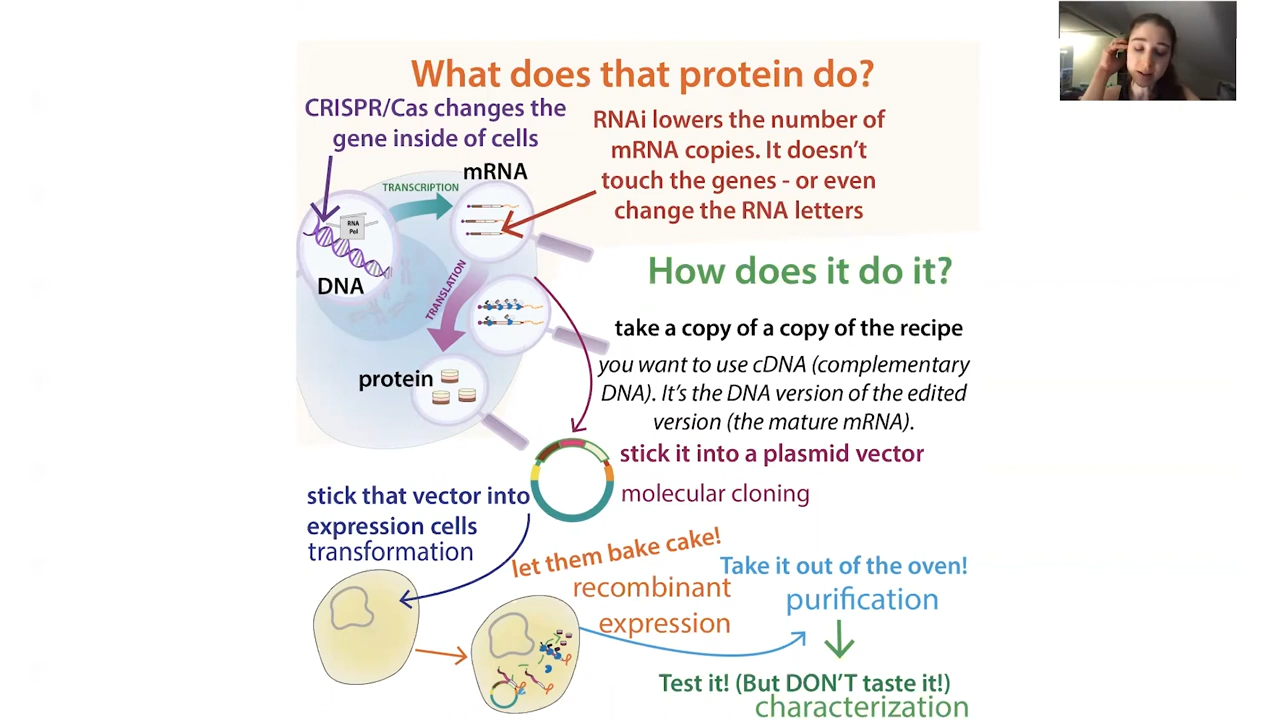 What does that protein do?
CRISPR/Cas changes the
gene inside of cells
RNAi lowers the number of
mRNA copies. It doesn't
touch the genes - or even
change the RNA letters
mRNA
TRANSCRIPTION
RNA
Pol
DNA
TRANSLATION
protein
How does it do it?
take a copy of a copy of the recipe
you want to use cDNA (complementary
DNA). It's the DNA version of the edited
version (the mature mRNA).
stick it into a plasmid vector
molecular cloning
stick that vector into
expression cells
transformation
let them bake cake!
recombinant
expression
Take it out of the oven!
purification
Test it! (But DON'T taste it!)
characterization